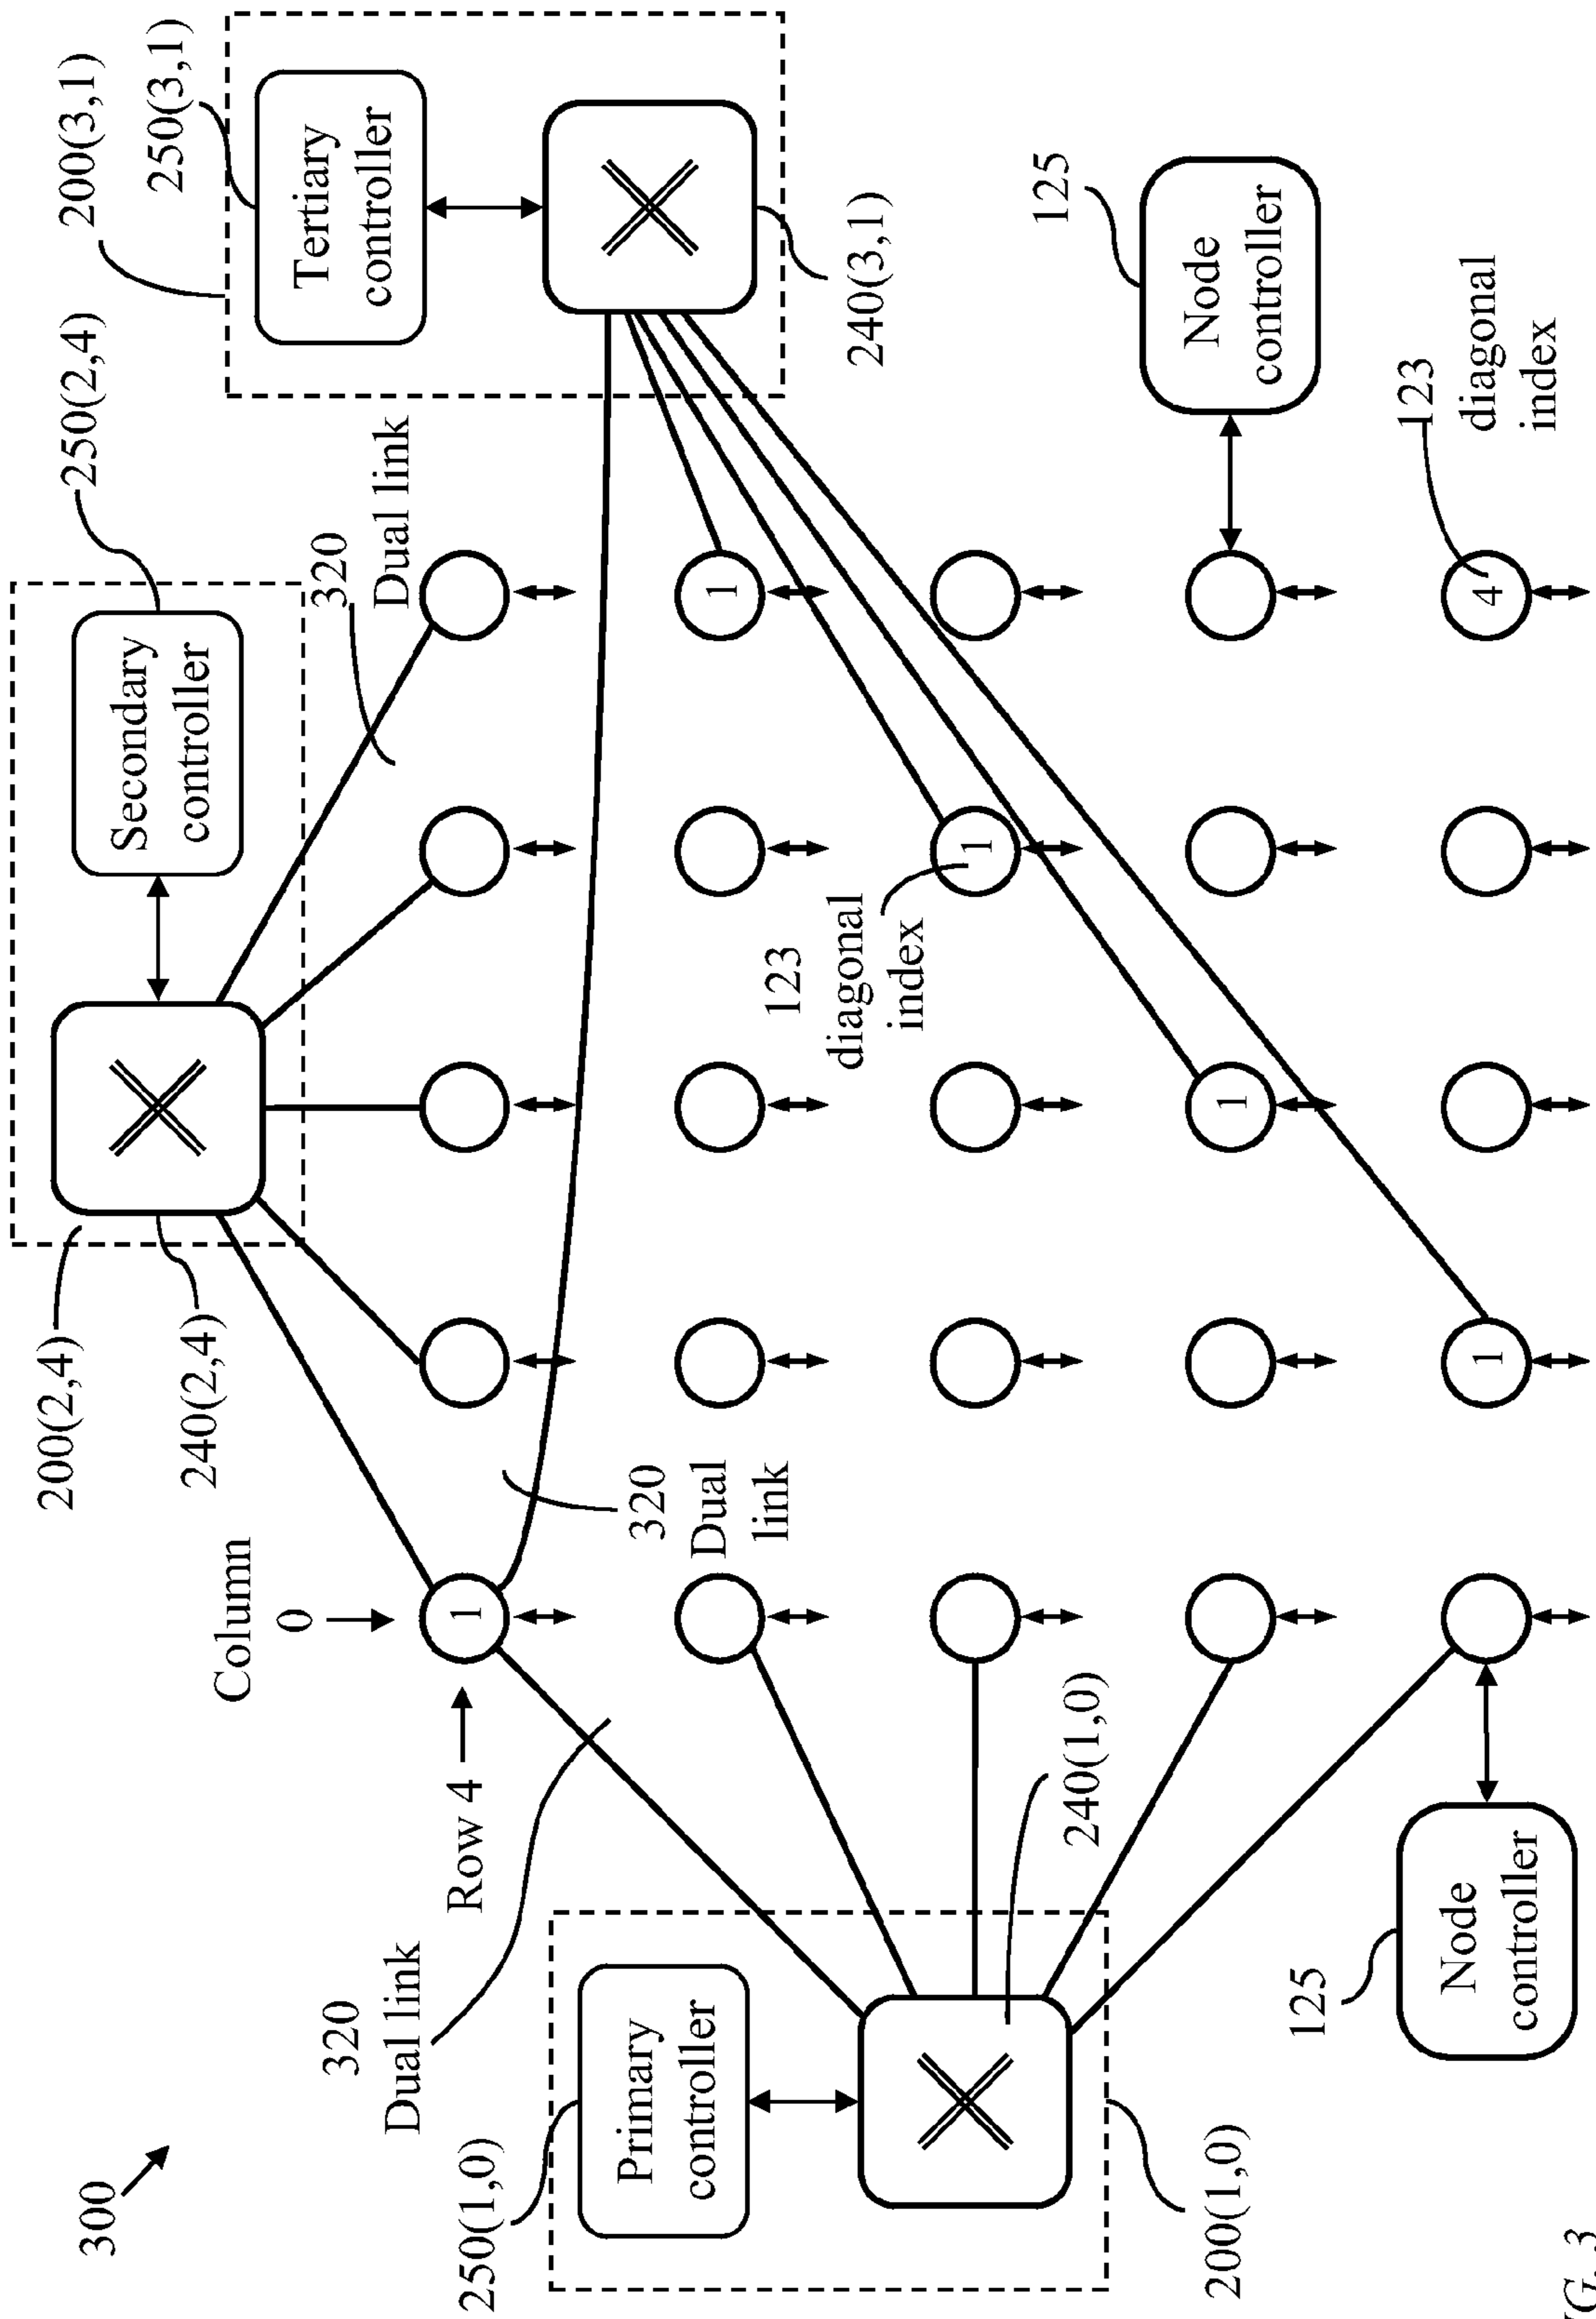 300
200(2,4)
240(2,4)
Secondary
controller
250(2,4)
200(3,1)
250(3,1)
Tertiary
controller
Column
0
320
Dual link
320
Dual link
Row 4
1
250(1,0)
Primary
controller
320
Dual
link
1
240(3,1)
123
diagonal
index
1
240(1,0)
125
Node
controller
200(1,0)
1
125
Node
controller
1
4
123
diagonal
index
IG. 3